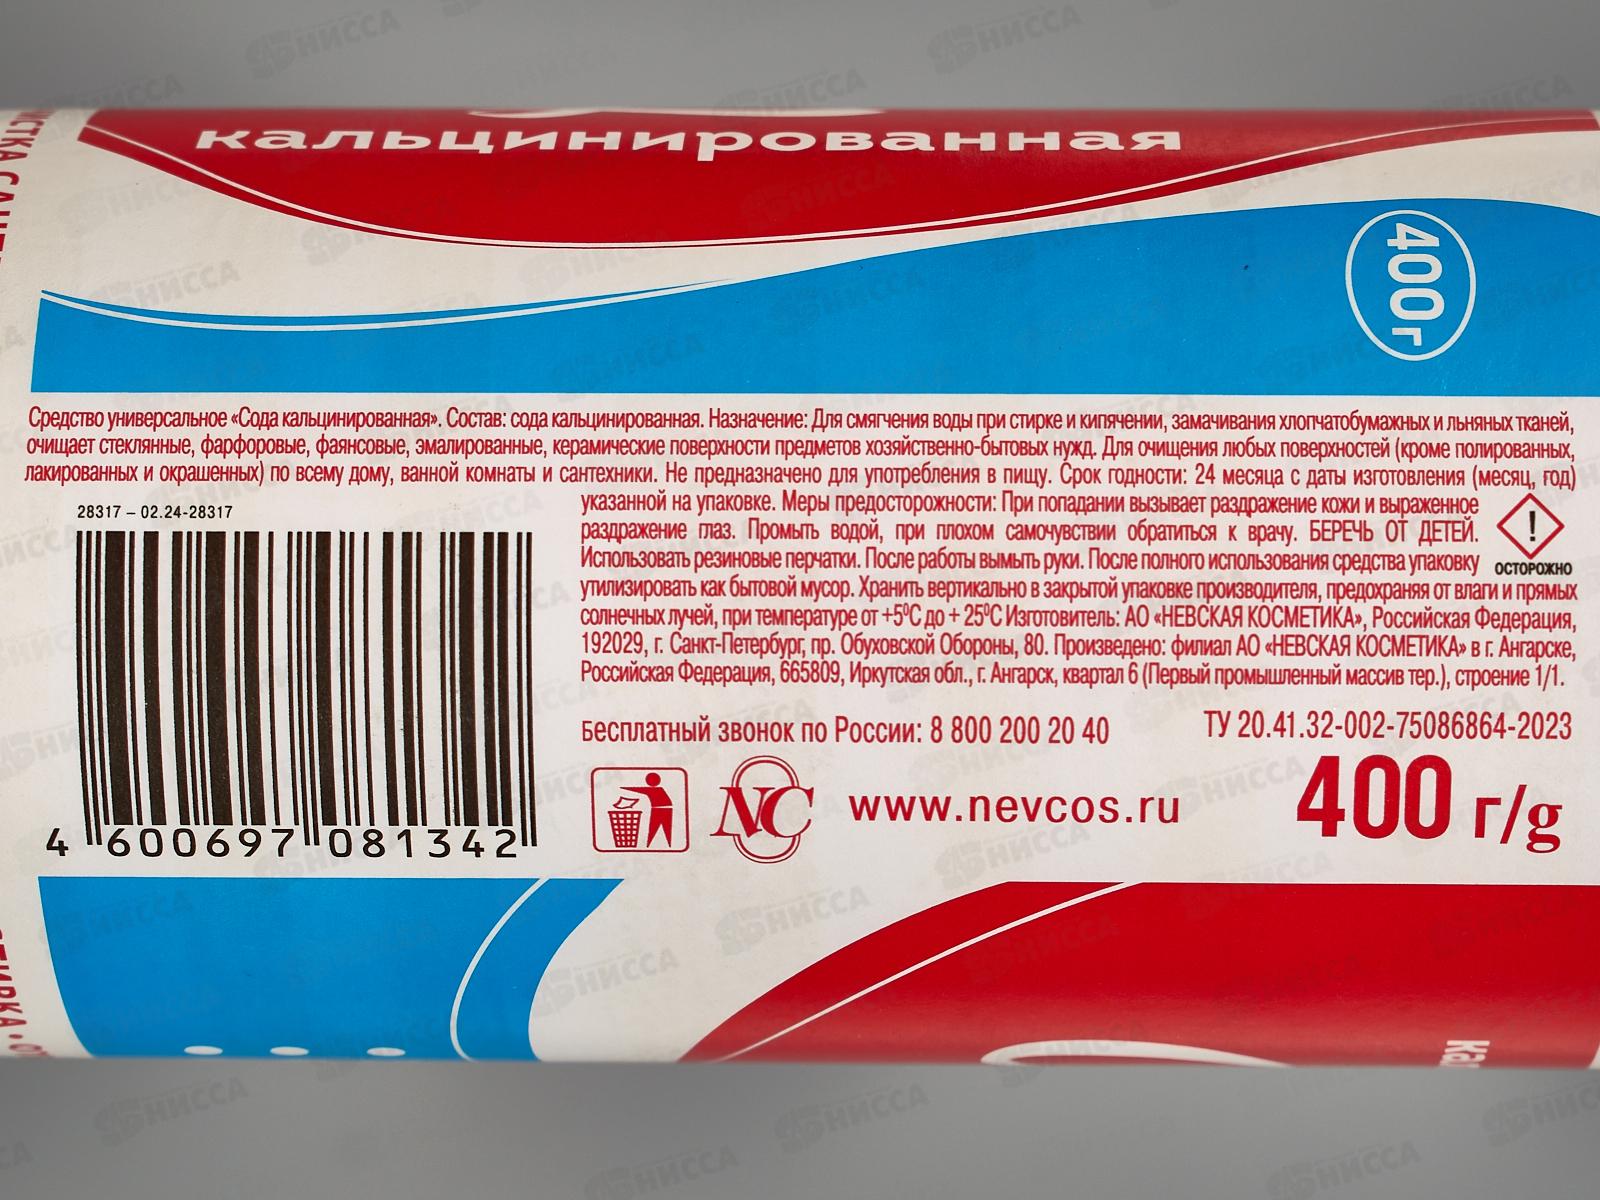 кальцинированная
400г
Средство универсальное «Сода кальцинированная». Состав: сода кальцинированная. Назначение: Для смягчения воды при стирке и кипячении, замачивания хлопчатобумажных и льняных тканей,
очищает стеклянные, фарфоровые, фаянсовые, эмалированные, керамические поверхности предметов хозяйственно-бытовых нужд. Для очищения любых поверхностей (кроме полированных,
лакированных и окрашенных) по всему дому, ванной комнаты и сантехники. Не предназначено для употребления в пищу. Срок годности: 24 месяца с даты изготовления (месяц, год)
указанной на упаковке. Меры предосторожности: При попадании вызывает раздражение кожи и выраженное
раздражение глаз. Промыть водой, при плохом самочувствии обратиться к врачу. БЕРЕЧЬ ОТ ДЕТЕЙ.
Использовать резиновые перчатки. После работы вымыть руки. После полного использования средства упаковку
ОСТОРОЖНО
утилизировать как бытовой мусор. Хранить вертикально в закрытой упаковке производителя, предохраняя от влаги и прямых
солнечных лучей, при температуре от +5⁰С до + 25⁰С Изготовитель: АО «НЕВСКАЯ КОСМЕТИКА», Российская Федерация,
192029, г. Санкт-Петербург, пр. Обуховской Обороны, 80. Произведено: филиал АО «НЕВСКАЯ КОСМЕТИКА» в г. Ангарске,
Российская Федерация, 665809, Иркутская обл., г. Ангарск, квартал 6 (Первый промышленный массив тер.), строение 1/1.
28317 – 02.24-28317
4 600697 081342
Бесплатный звонок по России: 8 800 200 20 40
ТУ 20.41.32-002-75086864-2023
NC
www.nevcos.ru
400 г/g
НИССА